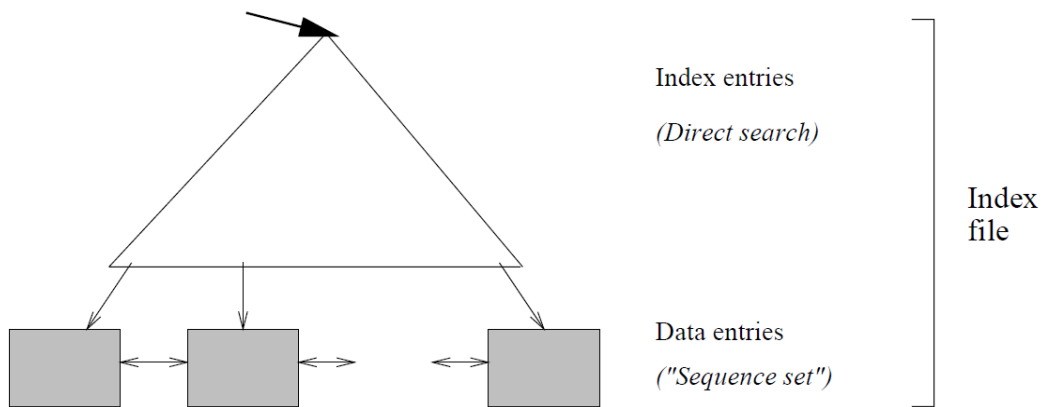 Index entries
(Direct search)
Index
file
Data entries
("Sequence set")